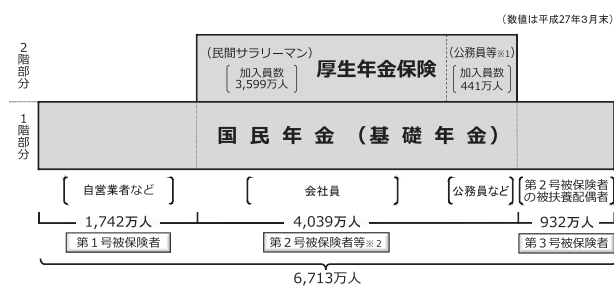 （数値は平成27年3月末）
2階部分
（民間サラリーマン）
加入員数
3,599万人
厚生年金保険
（公務員等※1）
加入員数
441万人
1階部分
国民年金（基礎年金）
自営業者など
会社員
公務員など
第２号被保険者
の被扶養配偶者
1,742万人
4,039万人
932万人
第１号被保険者
第２号被保険者等※2
第３号被保険者
6,713万人